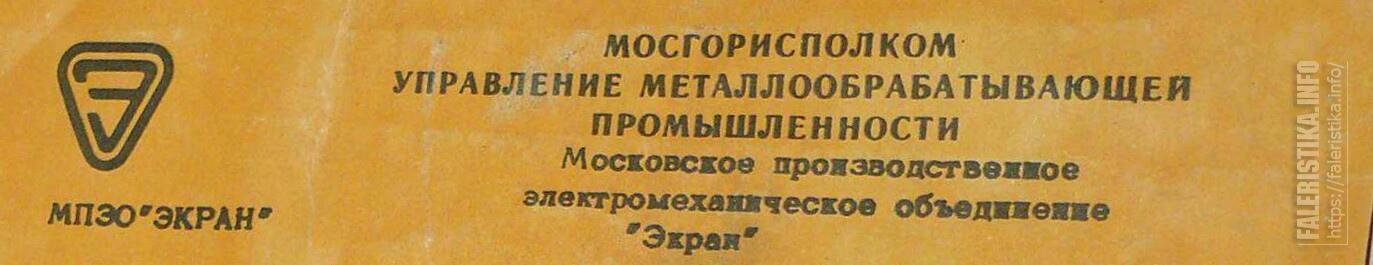 Э
МПЭО"ЭКРАН"
МОСГОРИСПОЛКОМ
УПРАВЛЕНИЕ МЕТАЛЛООБРАБАТЫВАЮЩЕЙ
ПРОМЫШЛЕННОСТИ
Московское производственное
электромеханическое объединение
"Экран"
FALERISTIKA.INFO
https://faleristika.info/